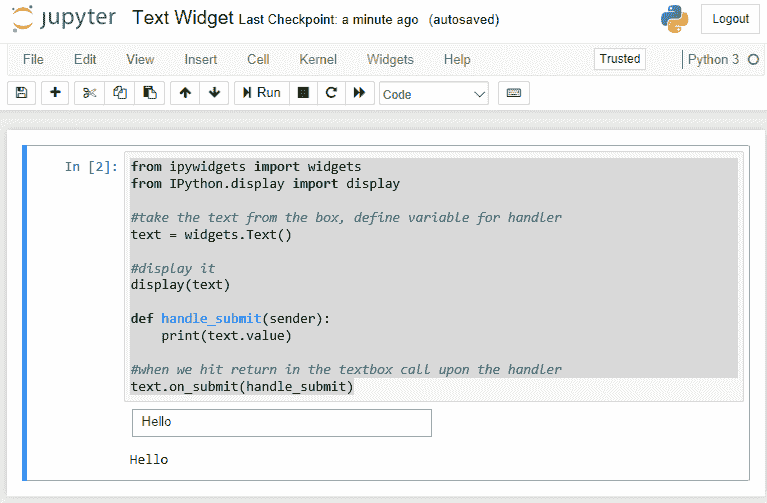 jupyter Text Widget Last Checkpoint: a minute ago (autosaved) Logout
File Edit View Insert Cell Kernel Widgets Help Trusted Python 3
Run Code
In [2]: from ipywidgets import widgets
from IPython.display import display
#take the text from the box, define variable for handler
text = widgets.Text()
#display it
display(text)
def handle_submit(sender):
    print(text.value)
#when we hit return in the textbox call upon the handler
text.on_submit(handle_submit)
Hello
Hello